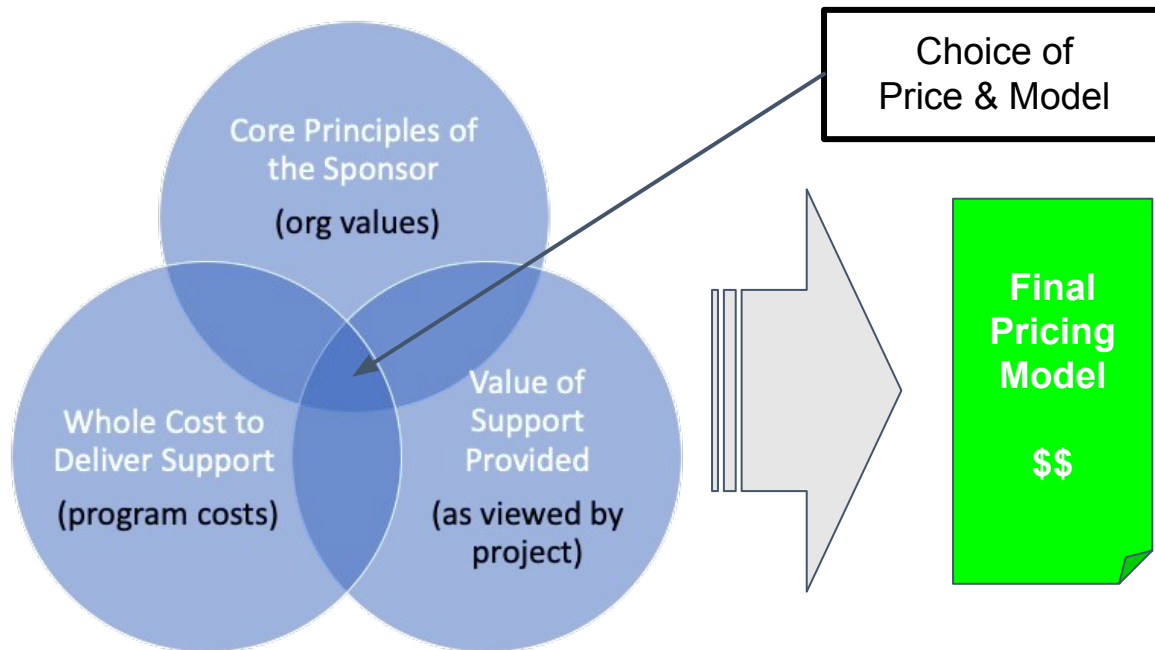 Choice of
Price & Model
Core Principles of
the Sponsor
(org values)
Whole Cost to
Deliver Support
(program costs)
Value of
Support
Provided
(as viewed by
project)
Final
Pricing
Model
$$